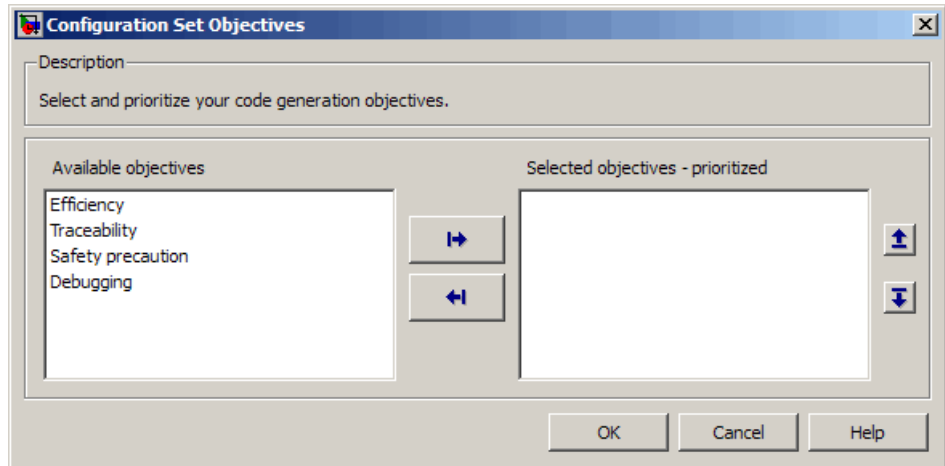 Configuration Set Objectives
Description
Select and prioritize your code generation objectives.
Available objectives
Selected objectives - prioritized
Efficiency
Traceability
Safety precaution
Debugging
OK
Cancel
Help